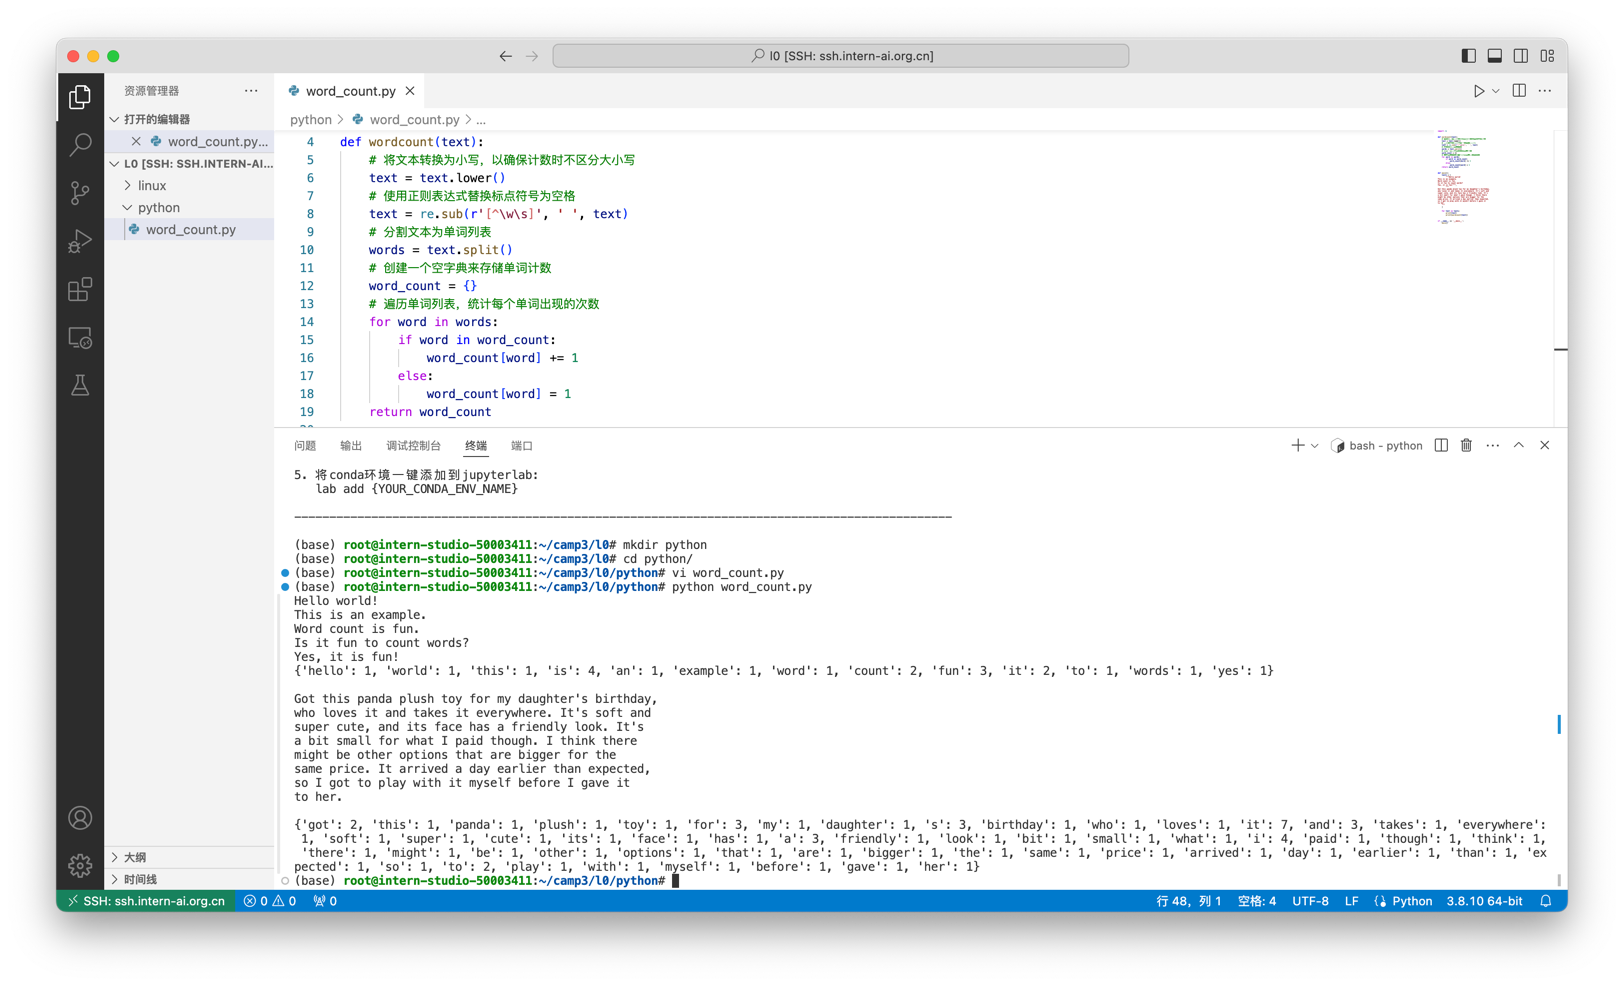 l0 [SSH: ssh.intern-ai.org.cn]
资源管理器
word_count.py
打开的编辑器
python > word_count.py > ...
word_count.py...
L0 [SSH: SSH.INTERN-AI...
linux
python
word_count.py
大纲
时间线
4 def wordcount(text):
5 # 将文本转换为小写，以确保计数时不区分大小写
6 text = text.lower()
7 # 使用正则表达式替换标点符号为空格
8 text = re.sub(r'[^\w\s]', ' ', text)
9 # 分割文本为单词列表
10 words = text.split()
11 # 创建一个空字典来存储单词计数
12 word_count = {}
13 # 遍历单词列表，统计每个单词出现的次数
14 for word in words:
15 if word in word_count:
16 word_count[word] += 1
17 else:
18 word_count[word] = 1
19 return word_count
问题 输出 调试控制台 终端 端口
bash - python
5. 将conda环境一键添加到jupyterlab:
lab add {YOUR_CONDA_ENV_NAME}
(base) root@intern-studio-50003411:~/camp3/l0# mkdir python
(base) root@intern-studio-50003411:~/camp3/l0# cd python/
(base) root@intern-studio-50003411:~/camp3/l0/python# vi word_count.py
(base) root@intern-studio-50003411:~/camp3/l0/python# python word_count.py
Hello world!
This is an example.
Word count is fun.
Is it fun to count words?
Yes, it is fun!
{'hello': 1, 'world': 1, 'this': 1, 'is': 4, 'an': 1, 'example': 1, 'word': 1, 'count': 2, 'fun': 3, 'it': 2, 'to': 1, 'words': 1, 'yes': 1}
Got this panda plush toy for my daughter's birthday,
who loves it and takes it everywhere. It's soft and
super cute, and its face has a friendly look. It's
a bit small for what I paid though. I think there
might be other options that are bigger for the
same price. It arrived a day earlier than expected,
so I got to play with it myself before I gave it
to her.
{'got': 2, 'this': 1, 'panda': 1, 'plush': 1, 'toy': 1, 'for': 3, 'my': 1, 'daughter': 1, 's': 3, 'birthday': 1, 'who': 1, 'loves': 1, 'it': 7, 'and': 3, 'takes': 1, 'everywhere':
1, 'soft': 1, 'super': 1, 'cute': 1, 'its': 1, 'face': 1, 'has': 1, 'a': 3, 'friendly': 1, 'look': 1, 'bit': 1, 'small': 1, 'what': 1, 'i': 4, 'paid': 1, 'though': 1, 'think': 1,
'there': 1, 'might': 1, 'be': 1, 'other': 1, 'options': 1, 'that': 1, 'are': 1, 'bigger': 1, 'the': 1, 'same': 1, 'price': 1, 'arrived': 1, 'day': 1, 'earlier': 1, 'than': 1, 'ex
pected': 1, 'so': 1, 'to': 2, 'play': 1, 'with': 1, 'myself': 1, 'before': 1, 'gave': 1, 'her': 1}
(base) root@intern-studio-50003411:~/camp3/l0/python#
SSH: ssh.intern-ai.org.cn 0 0 0 行 48，列 1 空格: 4 UTF-8 LF Python 3.8.10 64-bit